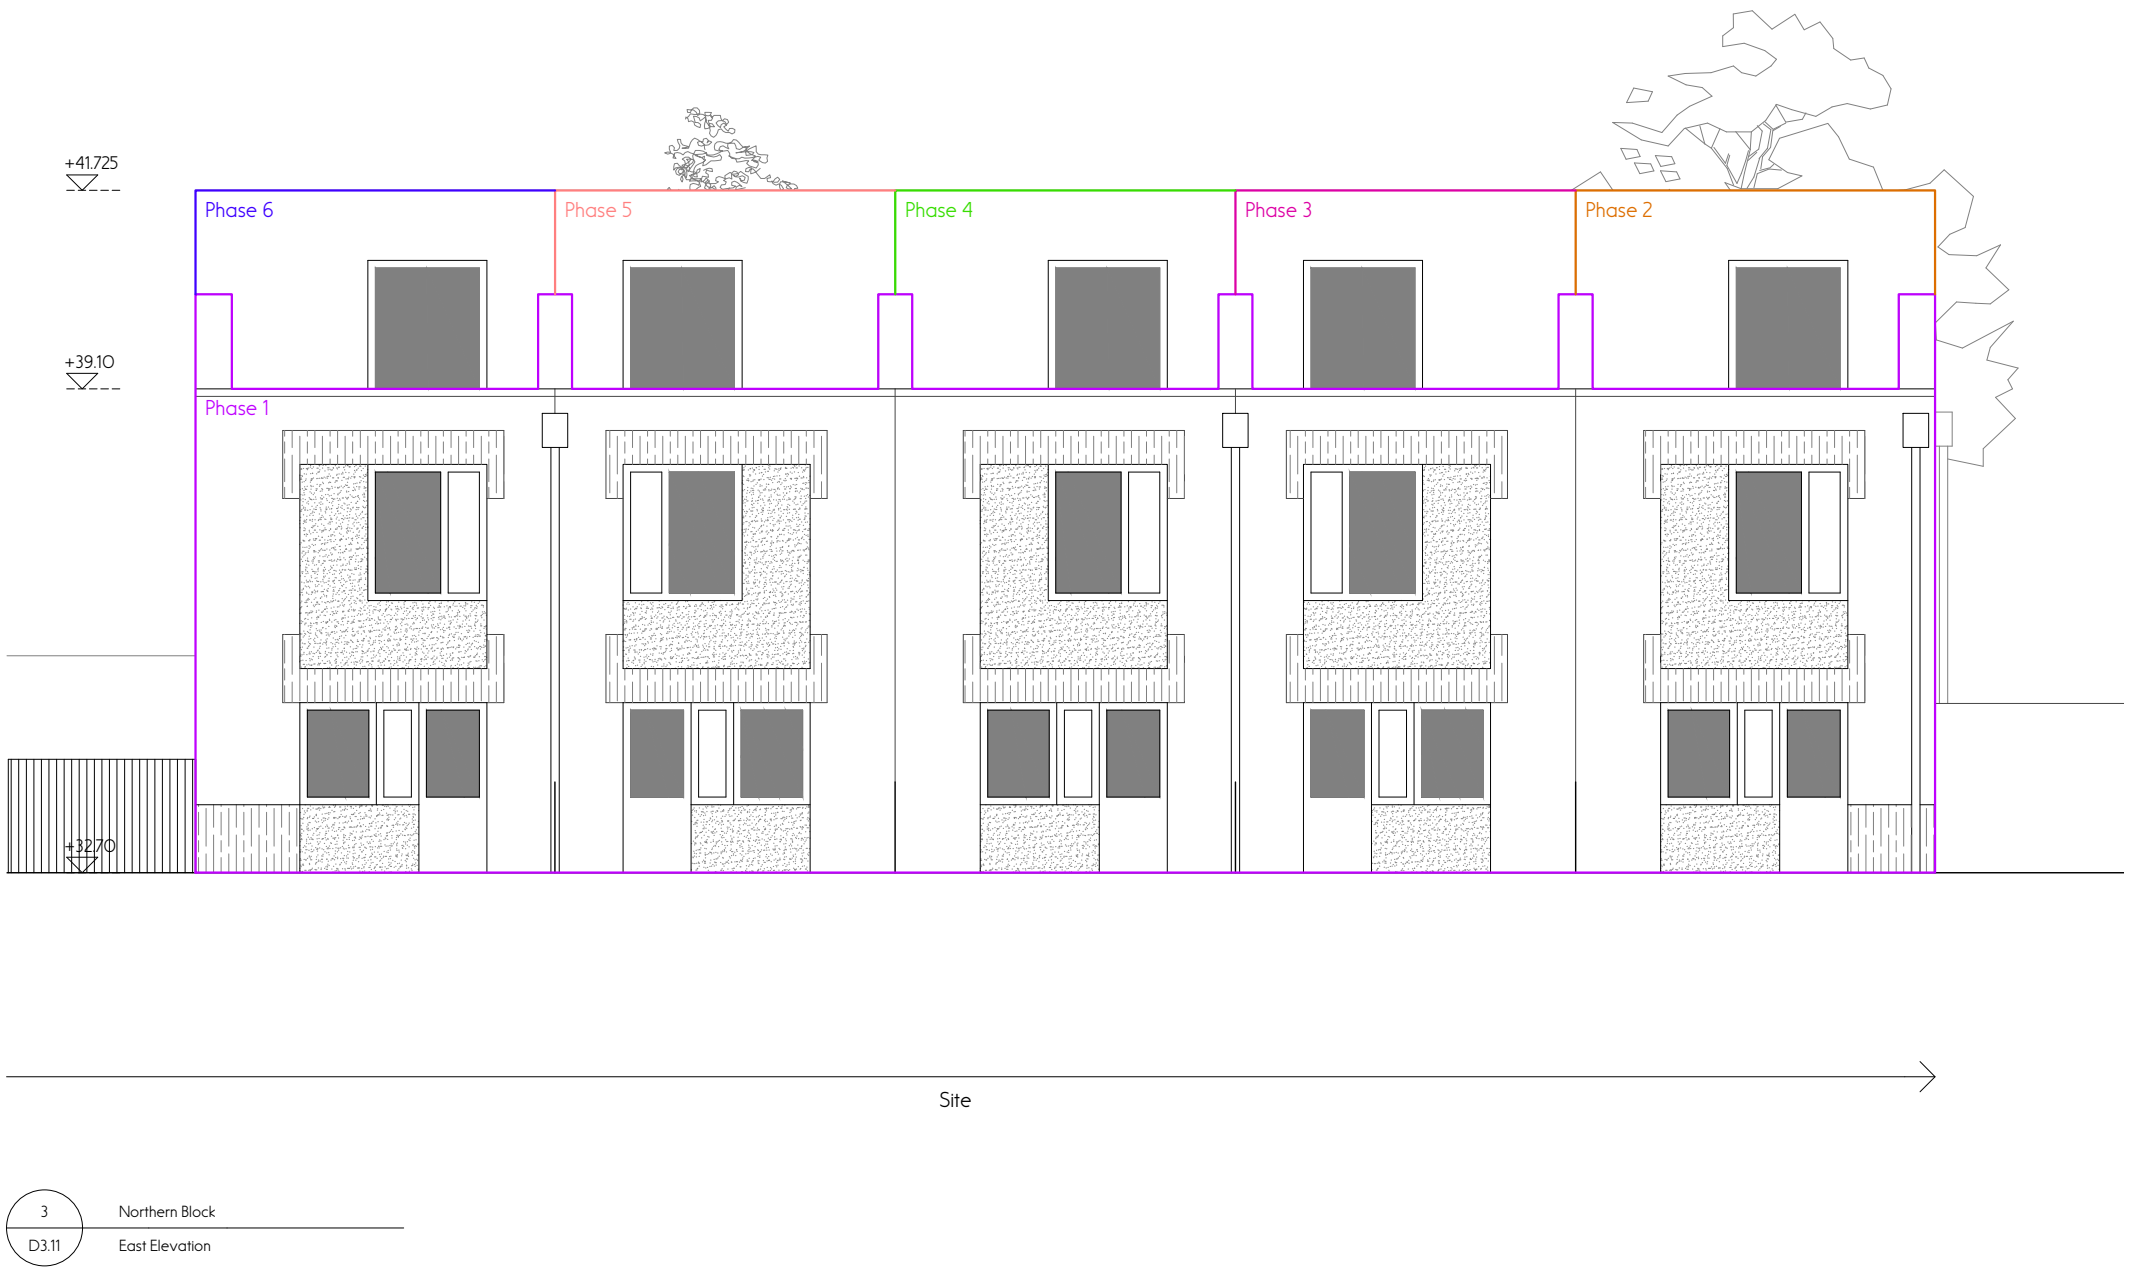 +41.725
Phase 6
Phase 5
Phase 4
Phase 3
Phase 2
+39.10
Phase 1
+32.70
Site
3
Northern Block
D3.11
East Elevation